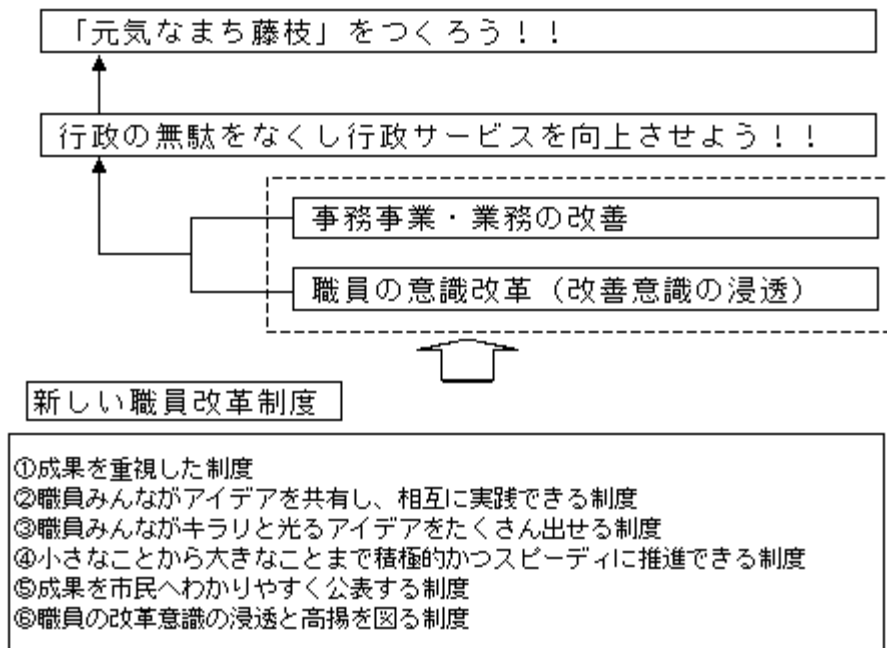 「元気なまち藤枝」をつくろう！！
行政の無駄をなくし行政サービスを向上させよう！！
事務事業・業務の改善
職員の意識改革（改善意識の浸透）
新しい職員改革制度
①成果を重視した制度
②職員みんながアイデアを共有し、相互に実践できる制度
③職員みんながキラリと光るアイデアをたくさん出せる制度
④小さなことから大きなことまで積極的かつスピーディに推進できる制度
⑤成果を市民へわかりやすく公表する制度
⑥職員の改革意識の浸透と高揚を図る制度